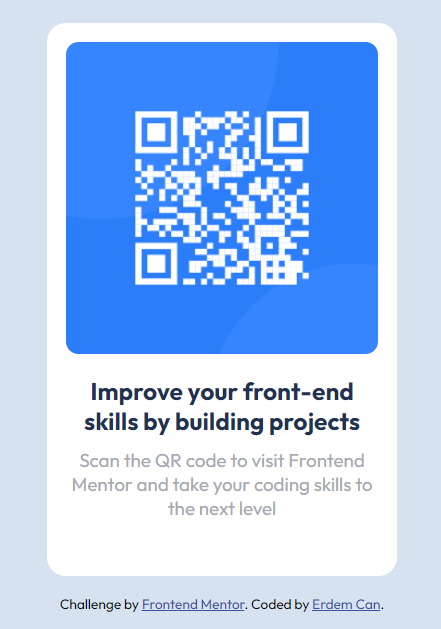 Improve your front-end
skills by building projects
Scan the QR code to visit Frontend
Mentor and take your coding skills to
the next level
Challenge by Frontend Mentor. Coded by Erdem Can.